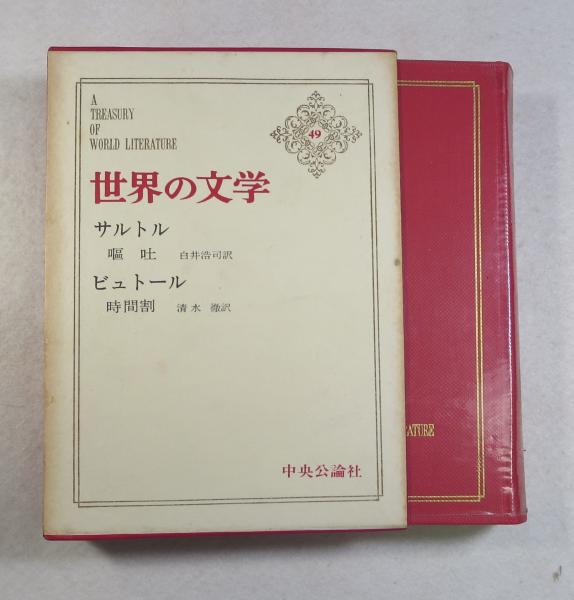 A
TREASURY
OF
WORLD LITERATURE
49
世界の文学
サルトル
嘔吐 白井浩司訳
ビュトール
時間割 清水 徹訳
中央公論社
RATURE